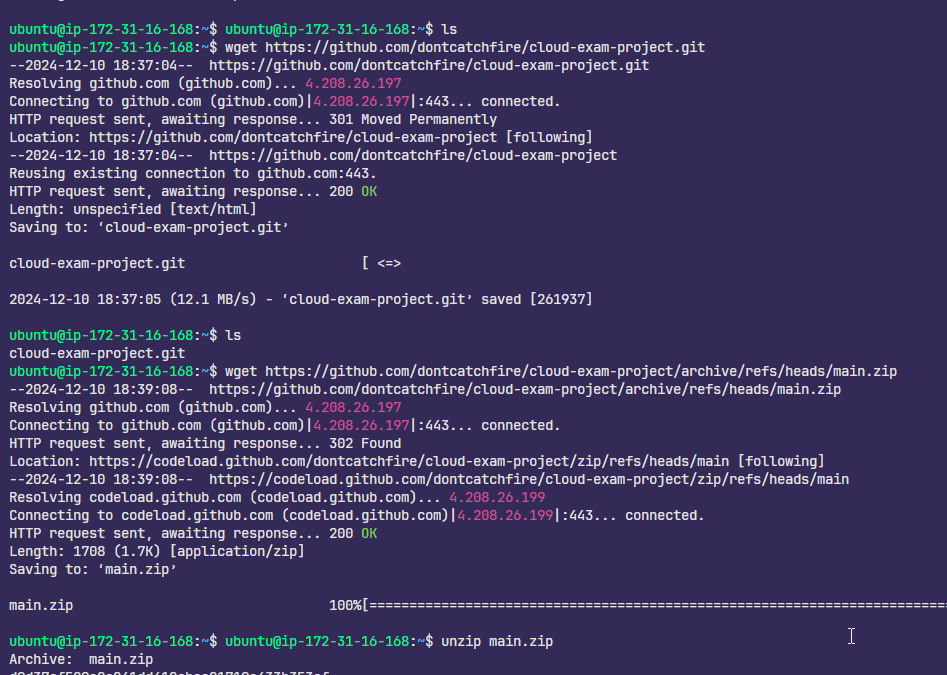 ubuntu@ip-172-31-16-168:~$ ubuntu@ip-172-31-16-168:~$ ls
ubuntu@ip-172-31-16-168:~$ wget https://github.com/dontcatchfire/cloud-exam-project.git
--2024-12-10 18:37:04--  https://github.com/dontcatchfire/cloud-exam-project.git
Resolving github.com (github.com)... 4.208.26.197
Connecting to github.com (github.com)|4.208.26.197|:443... connected.
HTTP request sent, awaiting response... 301 Moved Permanently
Location: https://github.com/dontcatchfire/cloud-exam-project [following]
--2024-12-10 18:37:04--  https://github.com/dontcatchfire/cloud-exam-project
Reusing existing connection to github.com:443.
HTTP request sent, awaiting response... 200 OK
Length: unspecified [text/html]
Saving to: ‘cloud-exam-project.git’
cloud-exam-project.git                      [ <=>
2024-12-10 18:37:05 (12.1 MB/s) - ‘cloud-exam-project.git’ saved [261937]
ubuntu@ip-172-31-16-168:~$ ls
cloud-exam-project.git
ubuntu@ip-172-31-16-168:~$ wget https://github.com/dontcatchfire/cloud-exam-project/archive/refs/heads/main.zip
--2024-12-10 18:39:08--  https://github.com/dontcatchfire/cloud-exam-project/archive/refs/heads/main.zip
Resolving github.com (github.com)... 4.208.26.197
Connecting to github.com (github.com)|4.208.26.197|:443... connected.
HTTP request sent, awaiting response... 302 Found
Location: https://codeload.github.com/dontcatchfire/cloud-exam-project/zip/refs/heads/main [following]
--2024-12-10 18:39:08--  https://codeload.github.com/dontcatchfire/cloud-exam-project/zip/refs/heads/main
Resolving codeload.github.com (codeload.github.com)... 4.208.26.199
Connecting to codeload.github.com (codeload.github.com)|4.208.26.199|:443... connected.
HTTP request sent, awaiting response... 200 OK
Length: 1708 (1.7K) [application/zip]
Saving to: ‘main.zip’
main.zip                                100%[=========================================================================
ubuntu@ip-172-31-16-168:~$ ubuntu@ip-172-31-16-168:~$ unzip main.zip
Archive:  main.zip